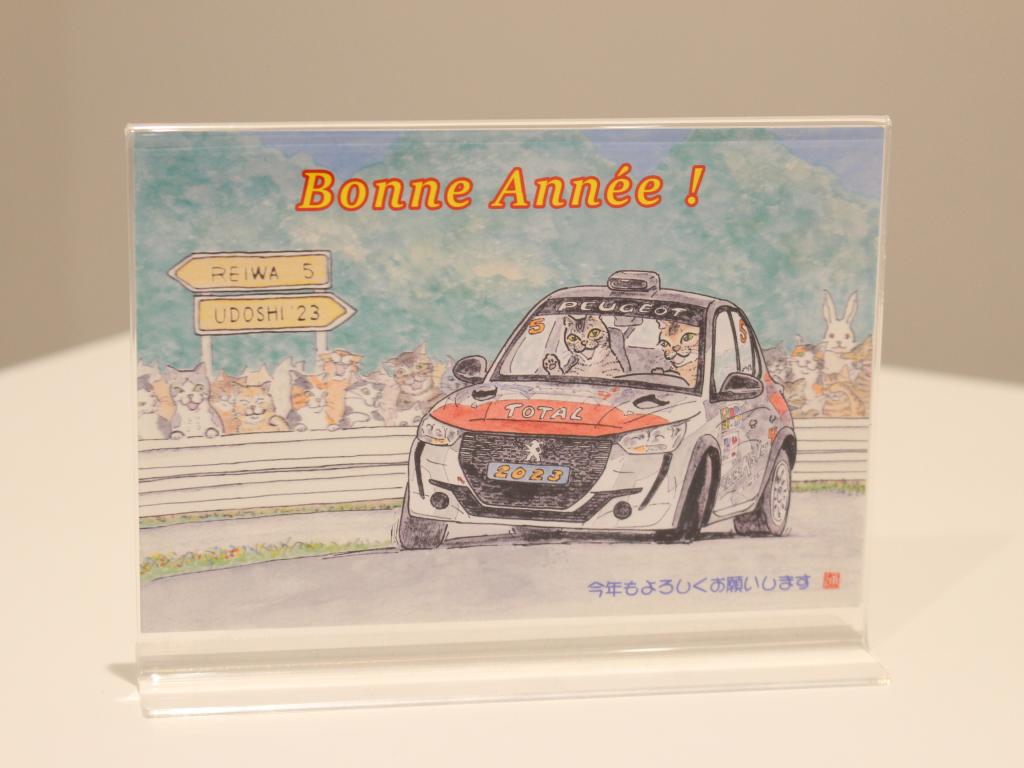 Bonne Année !
REIWA 5
UDOSHI '23
PEUGEOT
5
5
TOTAL
2023
今年もよろしくお願いします